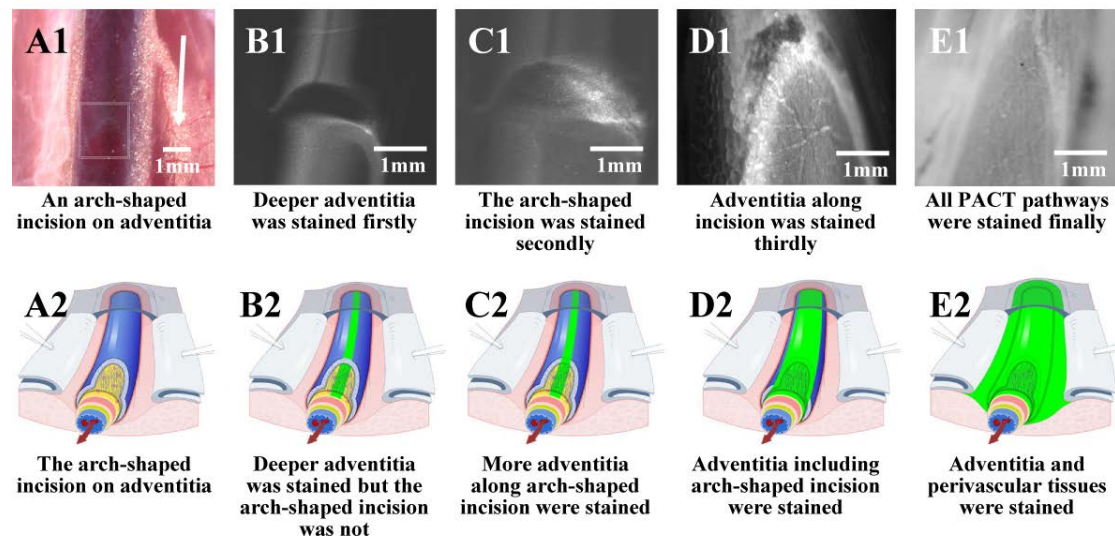 A1
1mm
B1
1mm
C1
1mm
D1
1mm
E1
1mm
An arch-shaped
incision on adventitia
Deeper adventitia
was stained firstly
The arch-shaped
incision was stained
secondly
Adventitia along
incision was stained
thirdly
All PACT pathways
were stained finally
A2
B2
C2
D2
E2
The arch-shaped
incision on adventitia
Deeper adventitia
was stained but the
arch-shaped incision
was not
More adventitia
along arch-shaped
incision were stained
Adventitia including
arch-shaped incision
were stained
Adventitia and
perivascular tissues
were stained